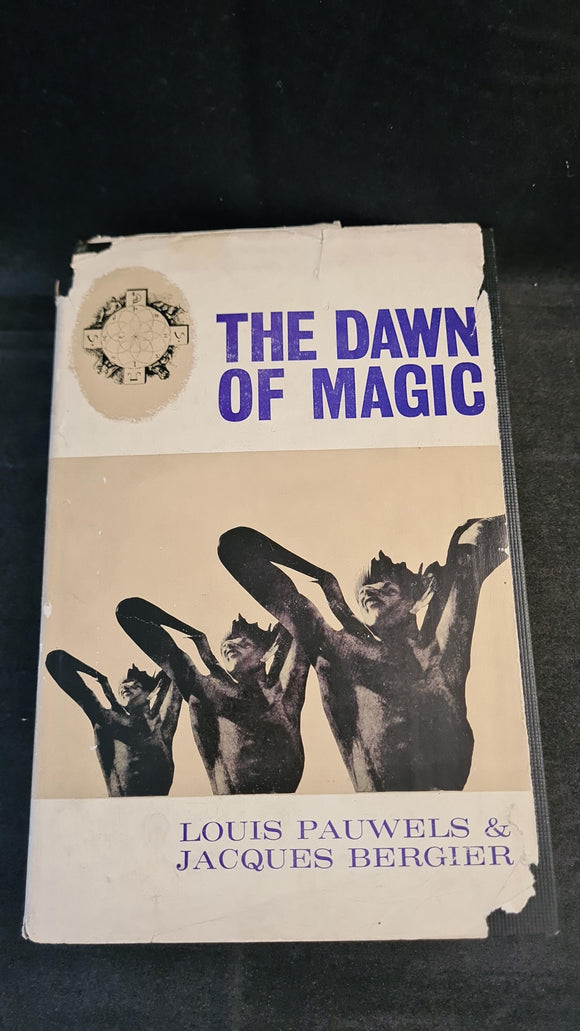 THE DAWN
OF MAGIC
LOUIS PAUWELS &
JACQUES BERGIER